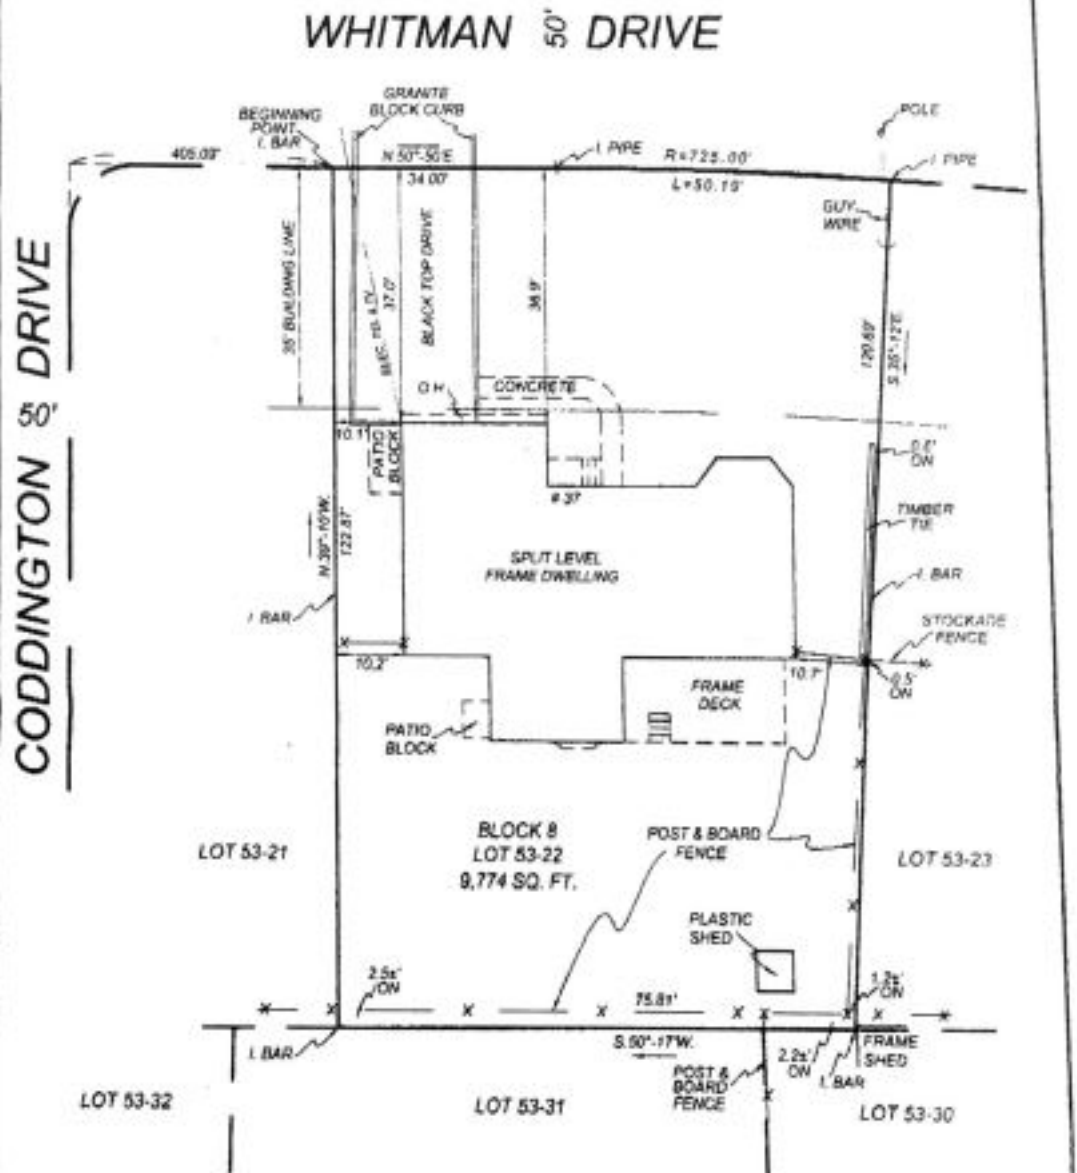 WHITMAN 50' DRIVE
GRANITE
BLOCK CURB
BEGINNING
POINT
I. BAR
POLE
405.09'
N 50°-50'E
34.00'
I. PIPE
R=725.00'
L=50.19'
I. PIPE
GUY
WIRE
35' BUILDING LINE
37.0'
BLACK TOP DRIVE
38.9'
120.69'
S.35°-12'E.
CODDINGTON 50' DRIVE
O.H.
CONCRETE
10.1'
PATIO
BLOCK
#37
0.6'
ON
TIMBER
TIE
N.39°-10'W.
122.87'
SPLIT LEVEL
FRAME DWELLING
I. BAR
I. BAR
STOCKADE
FENCE
10.2'
10.7'
0.5'
ON
FRAME
DECK
PATIO
BLOCK
BLOCK 8
LOT 53-22
9,774 SQ. FT.
POST & BOARD
FENCE
LOT 53-21
LOT 53-23
PLASTIC
SHED
2.5±'
ON
75.81'
1.2±'
ON
S.50°-17'W.
I. BAR
2.2±'
ON
I. BAR
FRAME
SHED
POST &
BOARD
FENCE
LOT 53-32
LOT 53-31
LOT 53-30